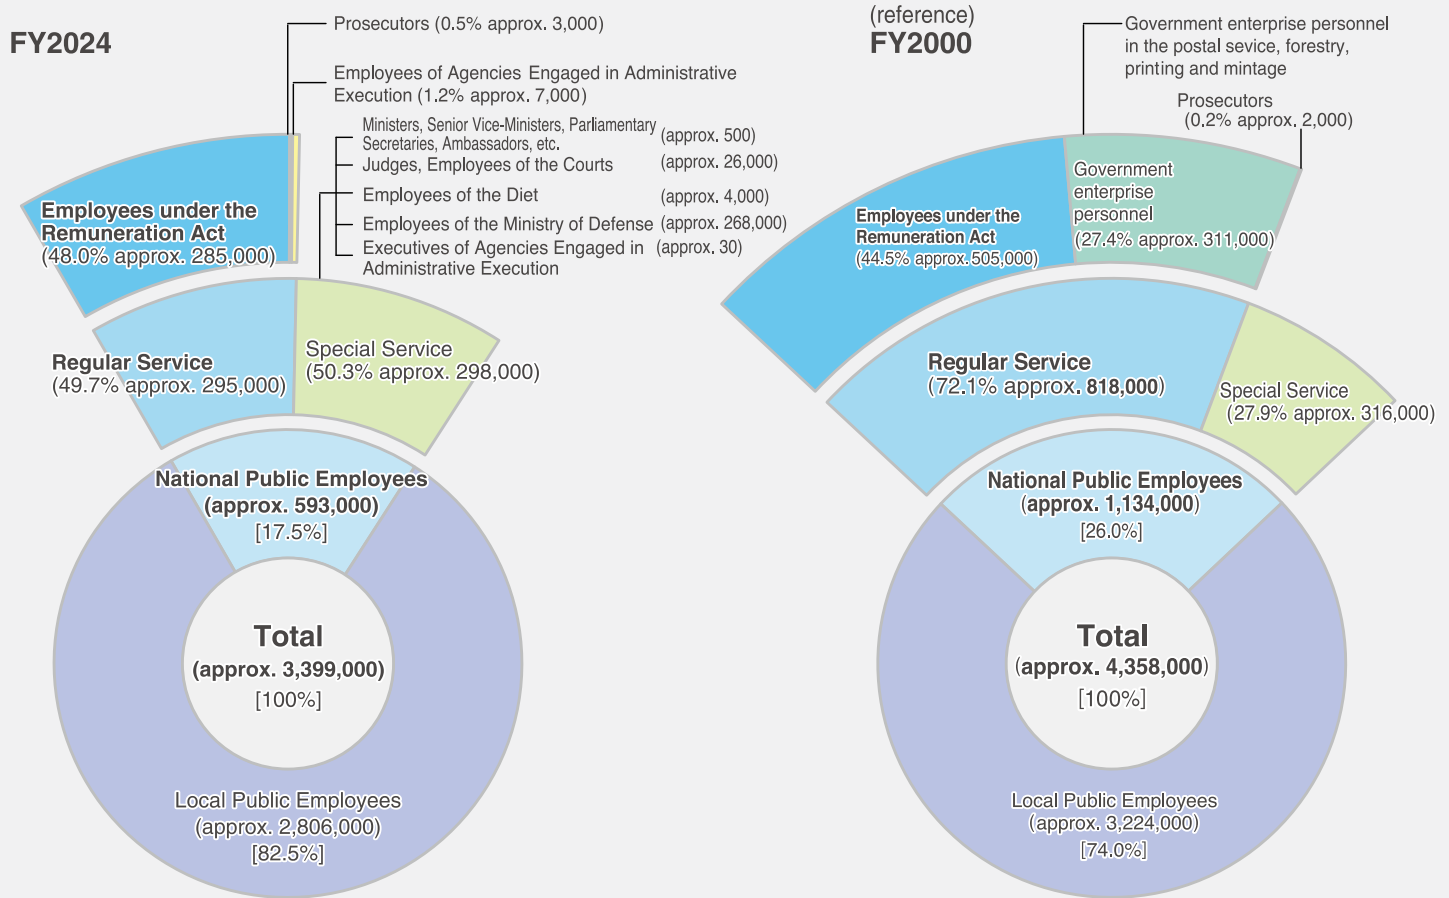 FY2024
Prosecutors (0.5% approx. 3,000)
Employees of Agencies Engaged in Administrative
Execution (1.2% approx. 7,000)
Ministers, Senior Vice-Ministers, Parliamentary
Secretaries, Ambassadors, etc.
(approx. 500)
Judges, Employees of the Courts (approx. 26,000)
Employees of the Diet (approx. 4,000)
Employees of the Ministry of Defense (approx. 268,000)
Executives of Agencies Engaged in (approx. 30)
Administrative Execution
Employees under the
Remuneration Act
(48.0% approx. 285,000)
Regular Service
(49.7% approx. 295,000)
Special Service
(50.3% approx. 298,000)
National Public Employees
(approx. 593,000)
[17.5%]
Total
(approx. 3,399,000)
[100%]
Local Public Employees
(approx. 2,806,000)
[82.5%]
(reference)
FY2000
Government enterprise personnel
in the postal sevice, forestry,
printing and mintage
Prosecutors
(0.2% approx. 2,000)
Government
enterprise
personnel
(27.4% approx. 311,000)
Employees under the
Remuneration Act
(44.5% approx. 505,000)
Regular Service
(72.1% approx. 818,000)
Special Service
(27.9% approx. 316,000)
National Public Employees
(approx. 1,134,000)
[26.0%]
Total
(approx. 4,358,000)
[100%]
Local Public Employees
(approx. 3,224,000)
[74.0%]